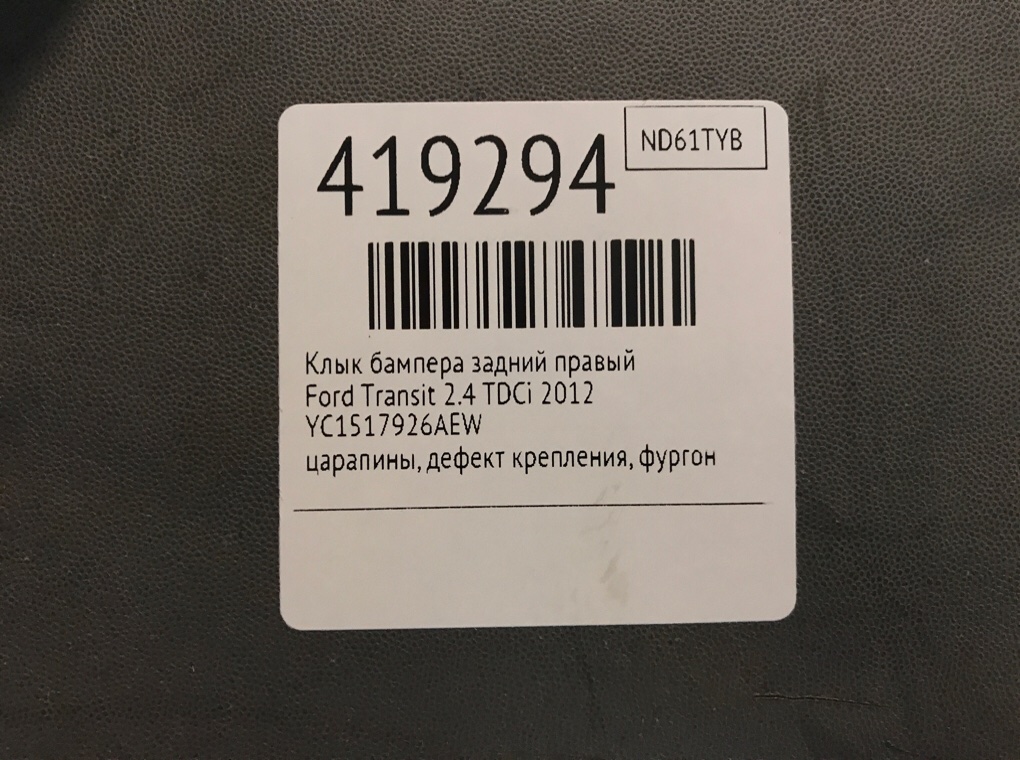 419294
ND61TYB
Клык бампера задний правый
Ford Transit 2.4 TDCi 2012
YC1517926AEW
царапины, дефект крепления, фургон